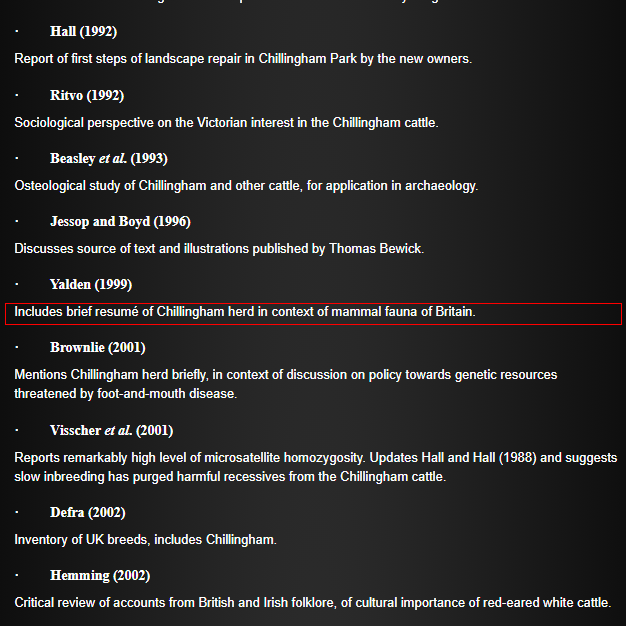 · Hall (1992)
Report of first steps of landscape repair in Chillingham Park by the new owners.
· Ritvo (1992)
Sociological perspective on the Victorian interest in the Chillingham cattle.
· Beasley et al. (1993)
Osteological study of Chillingham and other cattle, for application in archaeology.
· Jessop and Boyd (1996)
Discusses source of text and illustrations published by Thomas Bewick.
· Yalden (1999)
Includes brief resumé of Chillingham herd in context of mammal fauna of Britain.
· Brownlie (2001)
Mentions Chillingham herd briefly, in context of discussion on policy towards genetic resources
threatened by foot-and-mouth disease.
· Visscher et al. (2001)
Reports remarkably high level of microsatellite homozygosity. Updates Hall and Hall (1988) and suggests
slow inbreeding has purged harmful recessives from the Chillingham cattle.
· Defra (2002)
Inventory of UK breeds, includes Chillingham.
· Hemming (2002)
Critical review of accounts from British and Irish folklore, of cultural importance of red-eared white cattle.